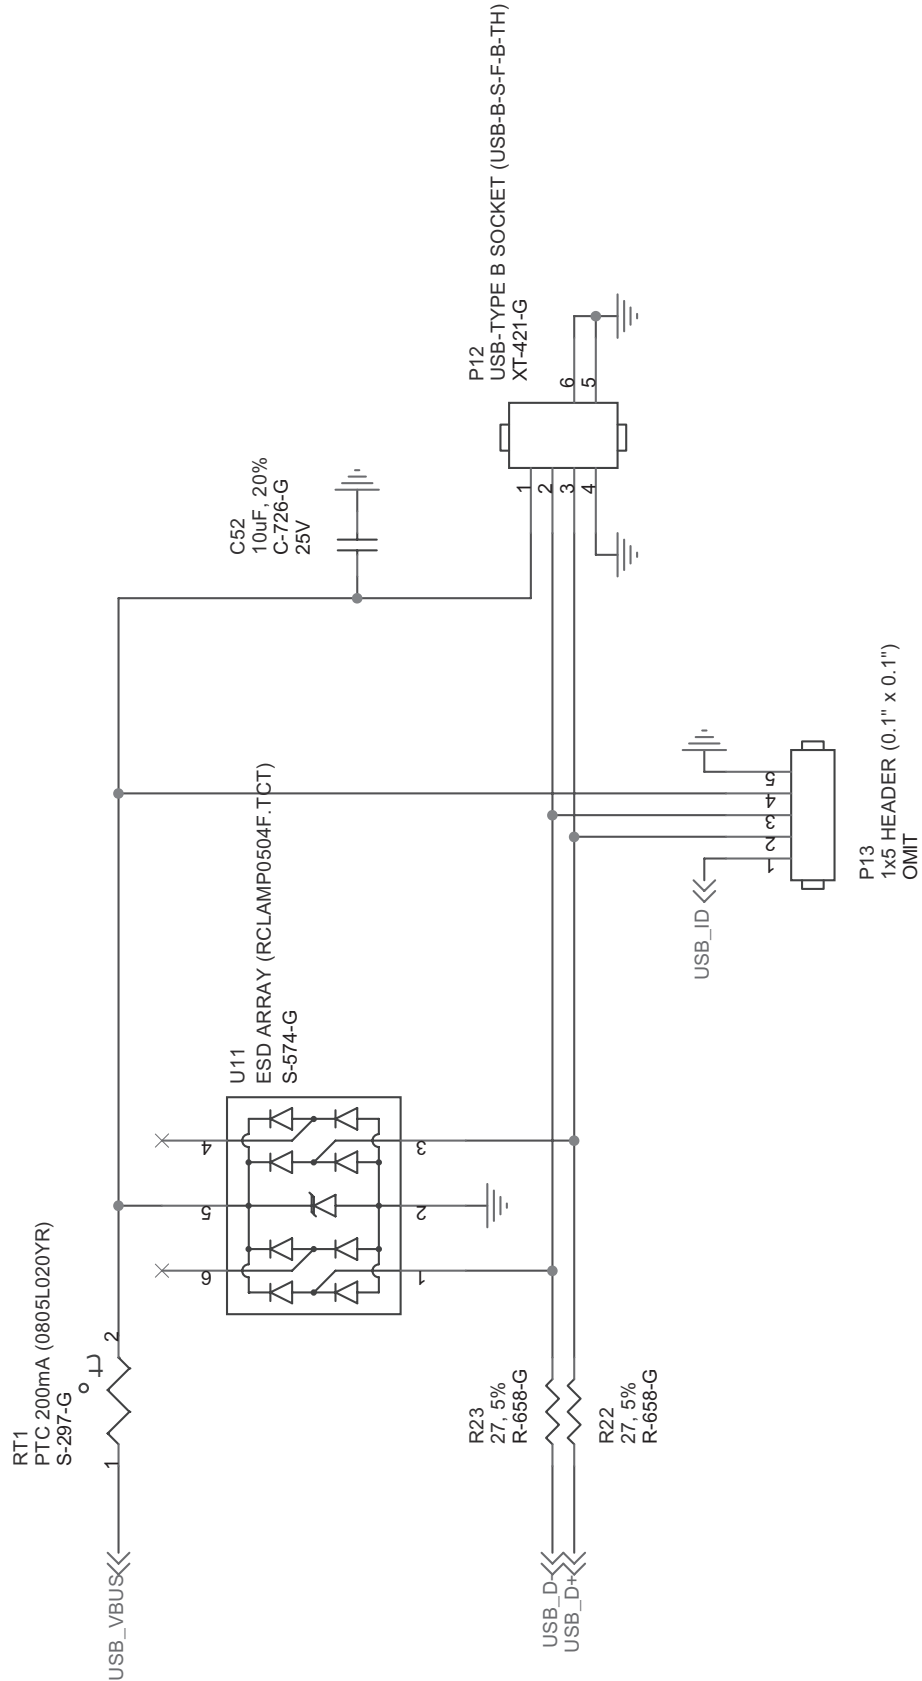 RT1
PTC 200mA (0805L020YR)
S-297-G
1
2
t
USB_VBUS
U11
ESD ARRAY (RCLAMP0504F.TCT)
S-574-G
6
5
4
1
2
3
C52
10uF, 20%
C-726-G
25V
P12
USB-TYPE B SOCKET (USB-B-S-F-B-TH)
XT-421-G
1
2
3
4
6
5
R23
27, 5%
R-658-G
R22
27, 5%
R-658-G
USB_D-
USB_D+
USB_ID
1
2
3
4
5
P13
1x5 HEADER (0.1" x 0.1")
OMIT